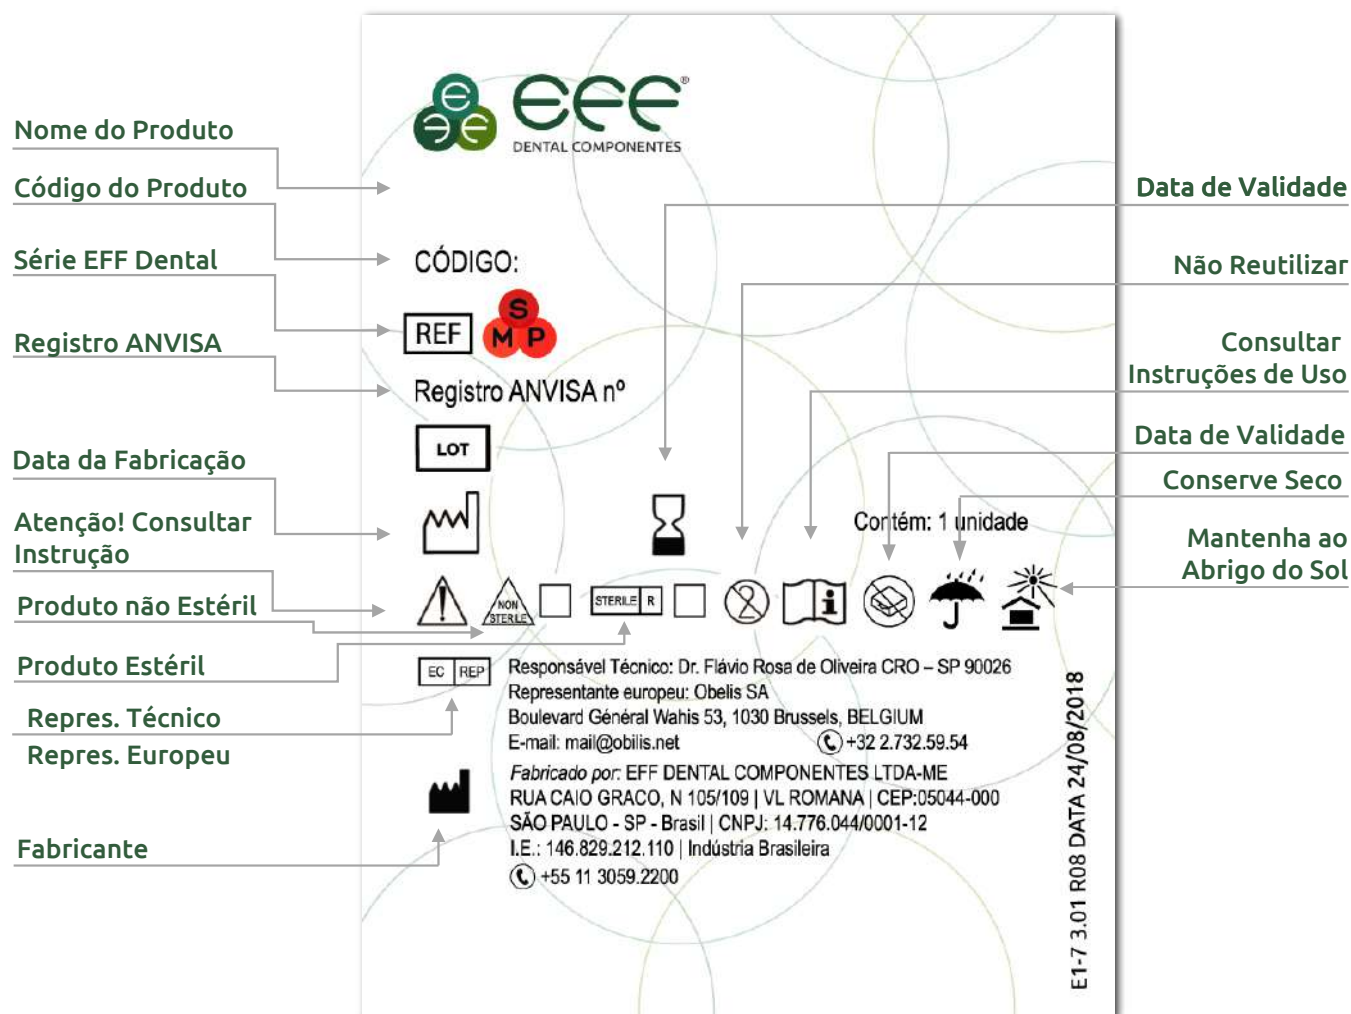 Nome do Produto
Código do Produto
Série EFF Dental
Registro ANVISA
Data da Fabricação
Atenção! Consultar
Instrução
Produto não Estéril
Produto Estéril
Repres. Técnico
Repres. Europeu
Fabricante
EFF®
DENTAL COMPONENTES
CÓDIGO:
REF
S
M P
Registro ANVISA nº
LOT
Contém: 1 unidade
NON
STERILE
STERILE R
2
i
EC REP
Responsável Técnico: Dr. Flávio Rosa de Oliveira CRO – SP 90026
Representante europeu: Obelis SA
Boulevard Général Wahis 53, 1030 Brussels, BELGIUM
E-mail: mail@obilis.net +32 2.732.59.54
Fabricado por: EFF DENTAL COMPONENTES LTDA-ME
RUA CAIO GRACO, N 105/109 | VL ROMANA | CEP:05044-000
SÃO PAULO - SP - Brasil | CNPJ: 14.776.044/0001-12
I.E.: 146.829.212.110 | Indústria Brasileira
+55 11 3059.2200
E1-7 3.01 R08 DATA 24/08/2018
Data de Validade
Não Reutilizar
Consultar
Instruções de Uso
Data de Validade
Conserve Seco
Mantenha ao
Abrigo do Sol